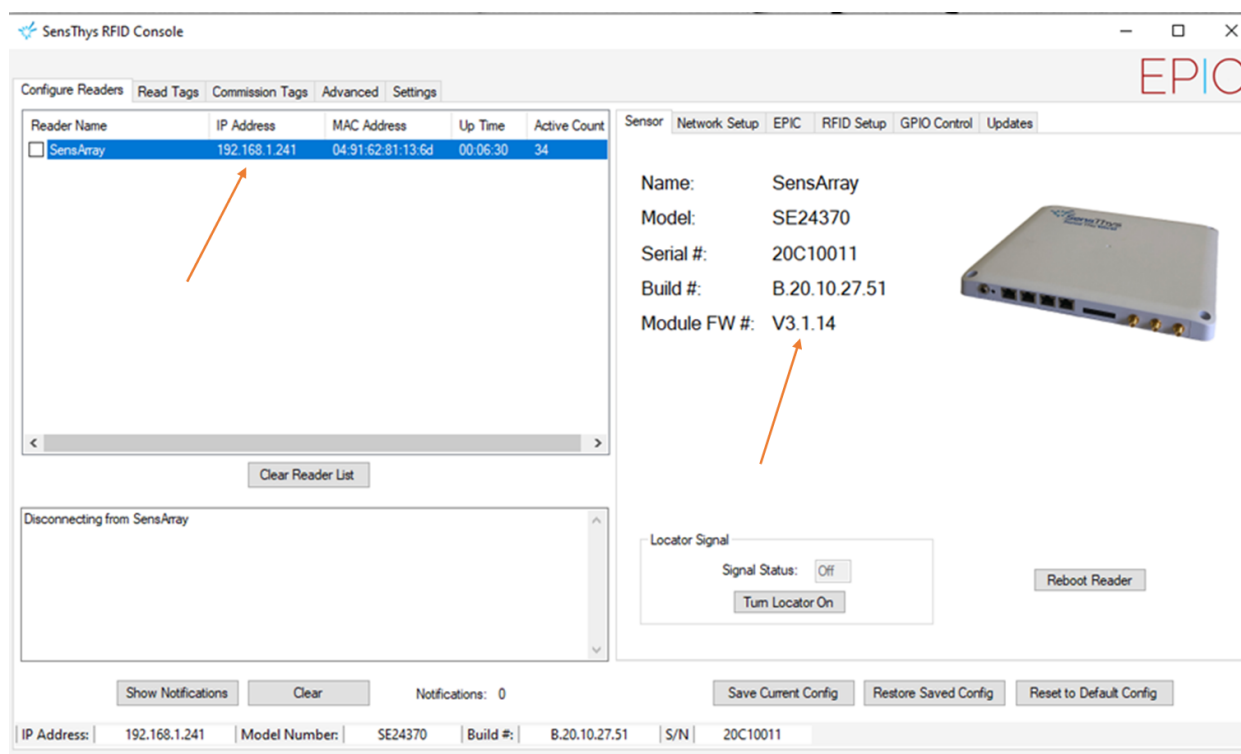 SensThys RFID Console
EPIC
Configure Readers Read Tags Commission Tags Advanced Settings
Reader Name IP Address MAC Address Up Time Active Count
SensArray 192.168.1.241 04:91:62:81:13:6d 00:06:30 34
Clear Reader List
Disconnecting from SensArray
Show Notifications Clear Notifications: 0
Sensor Network Setup EPIC RFID Setup GPIO Control Updates
Name: SensArray
Model: SE24370
Serial #: 20C10011
Build #: B.20.10.27.51
Module FW #: V3.1.14
SensThys
Locator Signal
Signal Status: Off
Turn Locator On
Reboot Reader
Save Current Config Restore Saved Config Reset to Default Config
IP Address: 192.168.1.241 Model Number: SE24370 Build #: B.20.10.27.51 S/N 20C10011